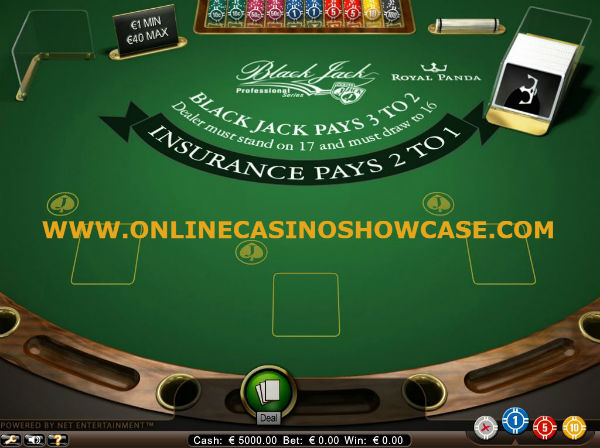 €1 MIN
€40 MAX
Black Jack
Professional
Series
ROYAL PANDA
BLACK JACK PAYS 3 TO 2
Dealer must stand on 17 and must draw to 16
INSURANCE PAYS 2 TO 1
WWW.ONLINECASINOSHOWCASE.COM
Deal
POWERED BY NET ENTERTAINMENT™
Cash: € 5000.00 Bet: € 0.00 Win: € 0.00
1
5
10